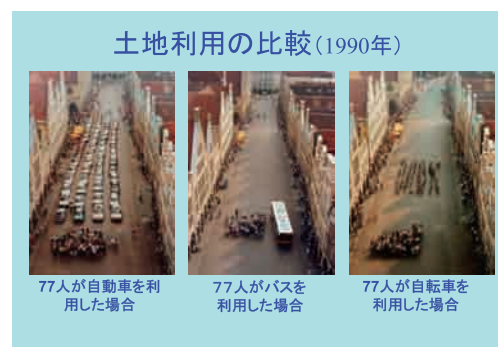 土地利用の比較(1990年)
77人が自動車を利
用した場合
77人がバスを
利用した場合
77人が自転車を
利用した場合